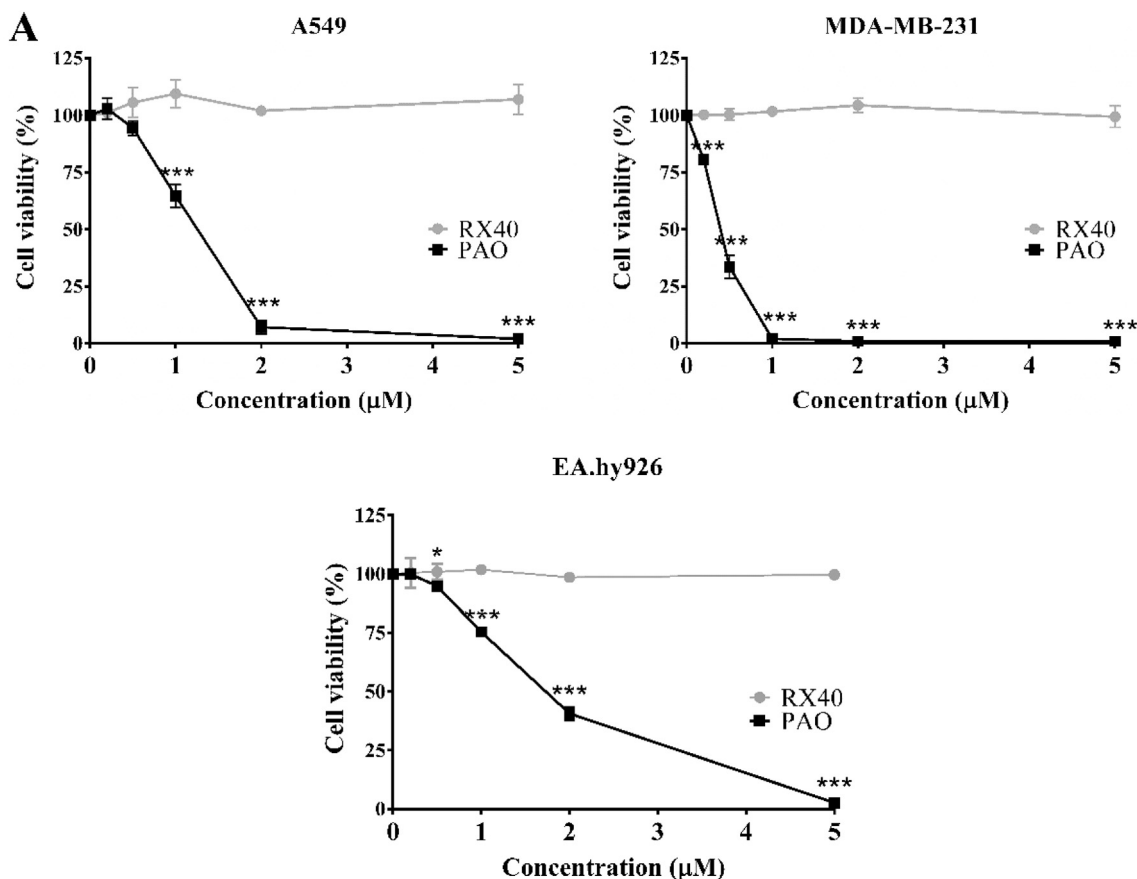 A
A549
125
100
75
50
25
0
Cell viability (%)
***
***
***
RX40
PAO
0 1 2 3 4 5
Concentration (μM)
MDA-MB-231
125
100
75
50
25
0
Cell viability (%)
***
***
***
***
***
RX40
PAO
0 1 2 3 4 5
Concentration (μM)
EA.hy926
125
100
75
50
25
0
Cell viability (%)
*
***
***
***
RX40
PAO
0 1 2 3 4 5
Concentration (μM)